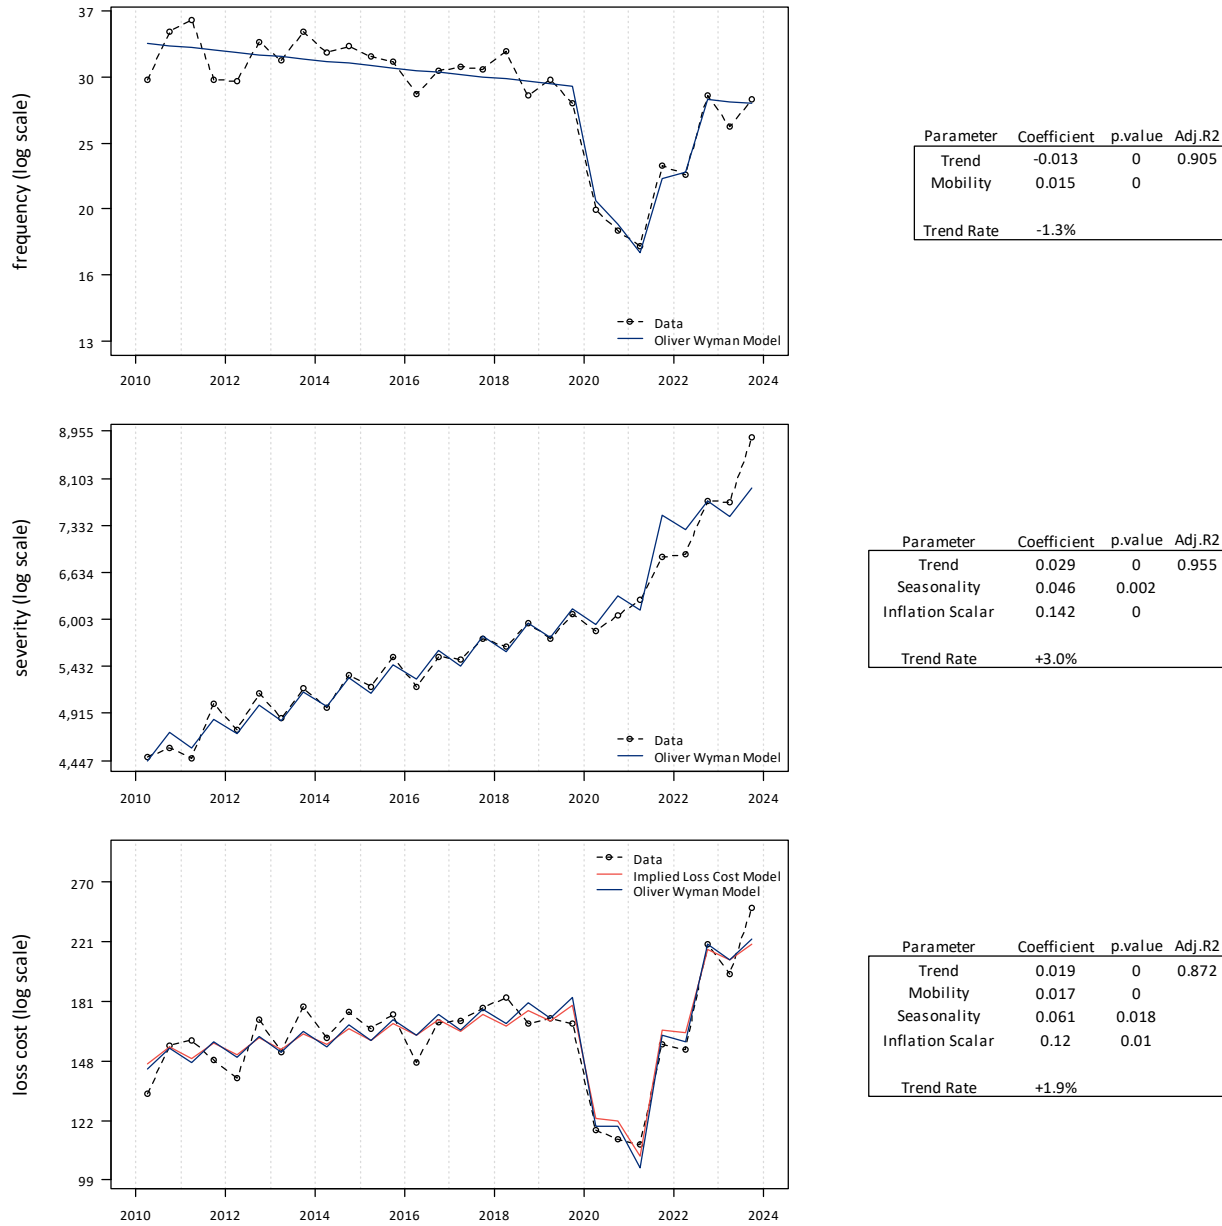 37
30
25
20
16
13
frequency (log scale)
Data
Oliver Wyman Model
2010 2012 2014 2016 2018 2020 2022 2024
Parameter Coefficient p.value Adj.R2
Trend -0.013 0 0.905
Mobility 0.015 0
Trend Rate -1.3%
8,955
8,103
7,332
6,634
6,003
5,432
4,915
4,447
severity (log scale)
Data
Oliver Wyman Model
2010 2012 2014 2016 2018 2020 2022 2024
Parameter Coefficient p.value Adj.R2
Trend 0.029 0 0.955
Seasonality 0.046 0.002
Inflation Scalar 0.142 0
Trend Rate +3.0%
270
221
181
148
122
99
loss cost (log scale)
Data
Implied Loss Cost Model
Oliver Wyman Model
2010 2012 2014 2016 2018 2020 2022 2024
Parameter Coefficient p.value Adj.R2
Trend 0.019 0 0.872
Mobility 0.017 0
Seasonality 0.061 0.018
Inflation Scalar 0.12 0.01
Trend Rate +1.9%